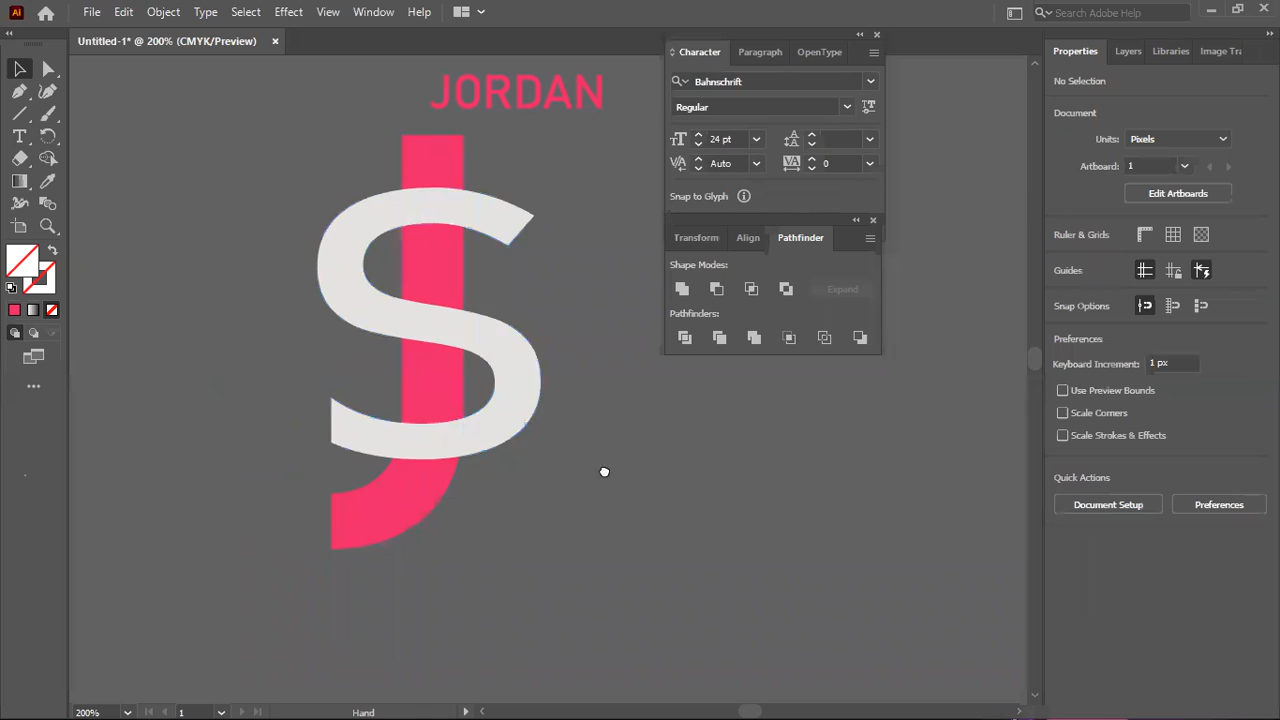 Ai
File Edit Object Type Select Effect View Window Help
Search Adobe Help
Untitled-1* @ 200% (CMYK/Preview)
JORDAN
S
J
Character Paragraph OpenType
Bahnschrift
Regular
24 pt
Auto
0
Snap to Glyph
Transform Align Pathfinder
Shape Modes:
Expand
Pathfinders:
Properties Layers Libraries Image Tra
No Selection
Document
Units: Pixels
Artboard: 1
Edit Artboards
Ruler & Grids
Guides
Snap Options
Preferences
Keyboard Increment: 1 px
Use Preview Bounds
Scale Corners
Scale Strokes & Effects
Quick Actions
Document Setup Preferences
200% 1 Hand